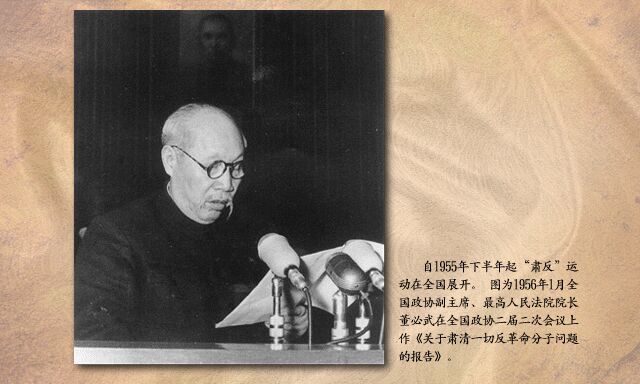 自1955年下半年起“肃反”运
动在全国展开。 图为1956年1月全
国政协副主席、最高人民法院院长
董必武在全国政协二届二次会议上
作《关于肃清一切反革命分子问题
的报告》。